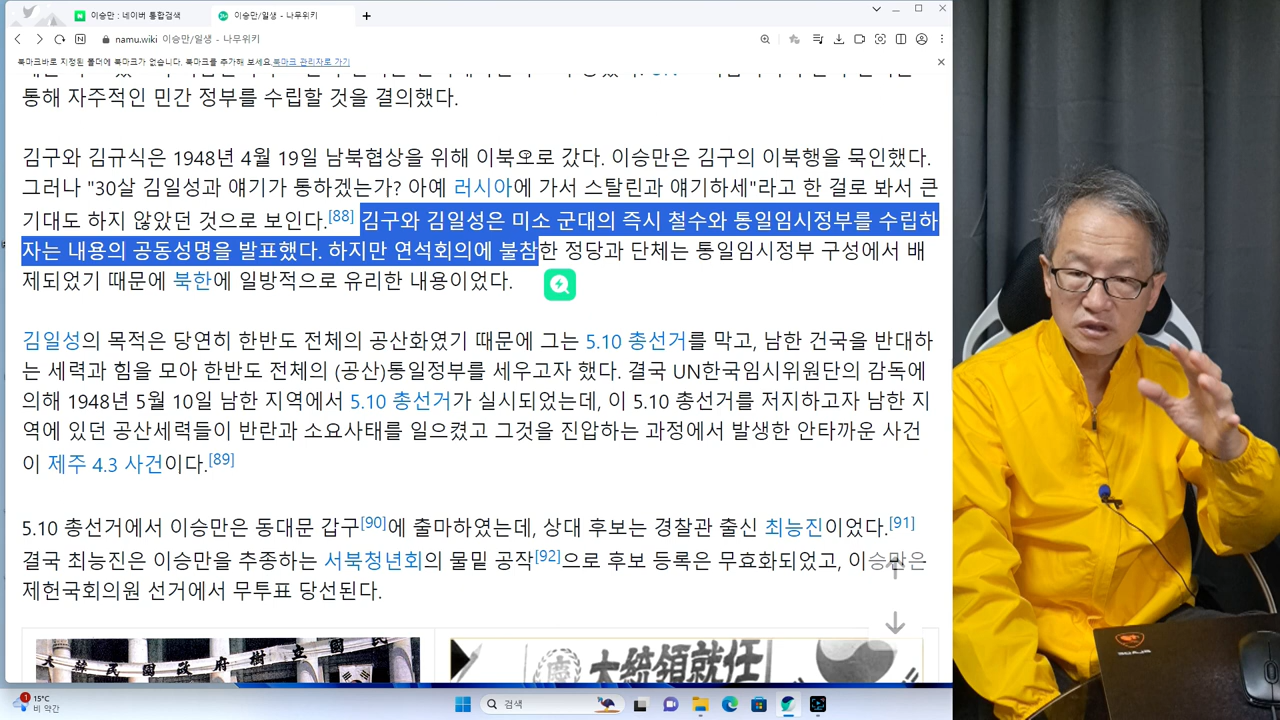 이승만 : 네이버 통합검색
이승만/일생 - 나무위키
namu.wiki 이승만/일생 - 나무위키
북마크바로 지정된 폴더에 북마크가 없습니다. 북마크를 추가해 보세요. 북마크 관리자로 가기
통해 자주적인 민간 정부를 수립할 것을 결의했다.
김구와 김규식은 1948년 4월 19일 남북협상을 위해 이북으로 갔다. 이승만은 김구의 이북행을 묵인했다.
그러나 "30살 김일성과 얘기가 통하겠는가? 아예 러시아에 가서 스탈린과 얘기하세"라고 한 걸로 봐서 큰
기대도 하지 않았던 것으로 보인다.[88] 김구와 김일성은 미소 군대의 즉시 철수와 통일임시정부를 수립하
자는 내용의 공동성명을 발표했다. 하지만 연석회의에 불참한 정당과 단체는 통일임시정부 구성에서 배
제되었기 때문에 북한에 일방적으로 유리한 내용이었다.
김일성의 목적은 당연히 한반도 전체의 공산화였기 때문에 그는 5.10 총선거를 막고, 남한 건국을 반대하
는 세력과 힘을 모아 한반도 전체의 (공산)통일정부를 세우고자 했다. 결국 UN한국임시위원단의 감독에
의해 1948년 5월 10일 남한 지역에서 5.10 총선거가 실시되었는데, 이 5.10 총선거를 저지하고자 남한 지
역에 있던 공산세력들이 반란과 소요사태를 일으켰고 그것을 진압하는 과정에서 발생한 안타까운 사건
이 제주 4.3 사건이다.[89]
5.10 총선거에서 이승만은 동대문 갑구[90]에 출마하였는데, 상대 후보는 경찰관 출신 최능진이었다.[91]
결국 최능진은 이승만을 추종하는 서북청년회의 물밑 공작[92]으로 후보 등록은 무효화되었고, 이승만은
제헌국회의원 선거에서 무투표 당선된다.
大韓民國政府樹立國民
大統領就任
1
15°C
비 약간
검색